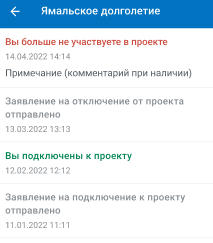 Ямальское долголетие
Вы больше не участвуете в проекте
14.04.2022 14:14
Примечание (комментарий при наличии)
Заявление на отключение от проекта
отправлено
13.03.2022 13:13
Вы подключены к проекту
12.02.2022 12:12
Заявление на подключение к проекту
отправлено
11.01.2022 11:11